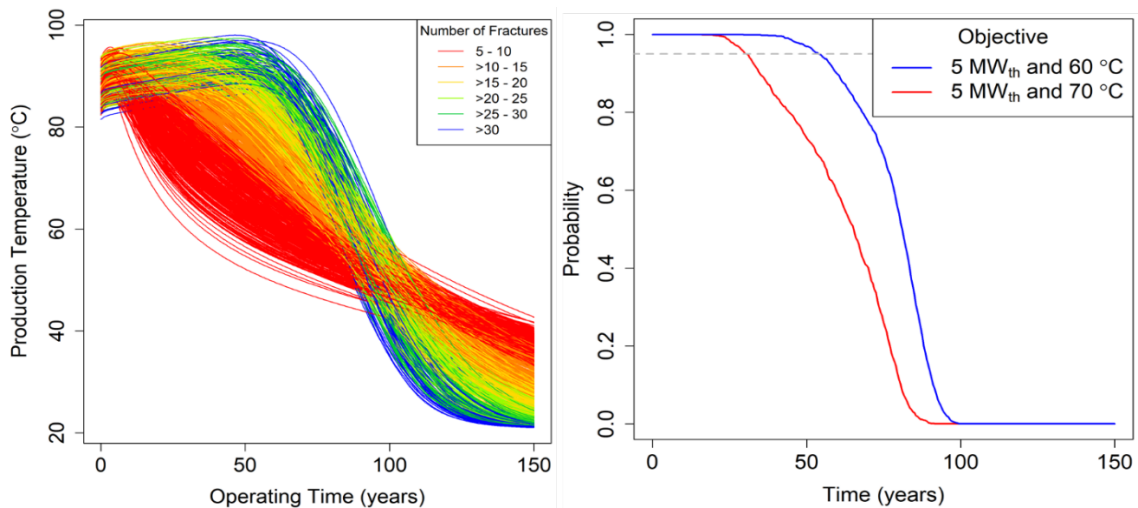 Number of Fractures
5 - 10
>10 - 15
>15 - 20
>20 - 25
>25 - 30
>30
100
80
60
40
20
Production Temperature (°C)
0
50
100
150
Operating Time (years)
Objective
5 MWth and 60 °C
5 MWth and 70 °C
1.0
0.8
0.6
0.4
0.2
0.0
Probability
0
50
100
150
Time (years)